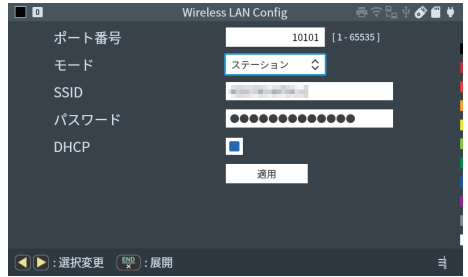 0 Wireless LAN Config
ポート番号 10101 [1-65535]
モード ステーション
SSID
パスワード ●●●●●●●●●●●●●
DHCP
適用
:選択変更 END × :展開